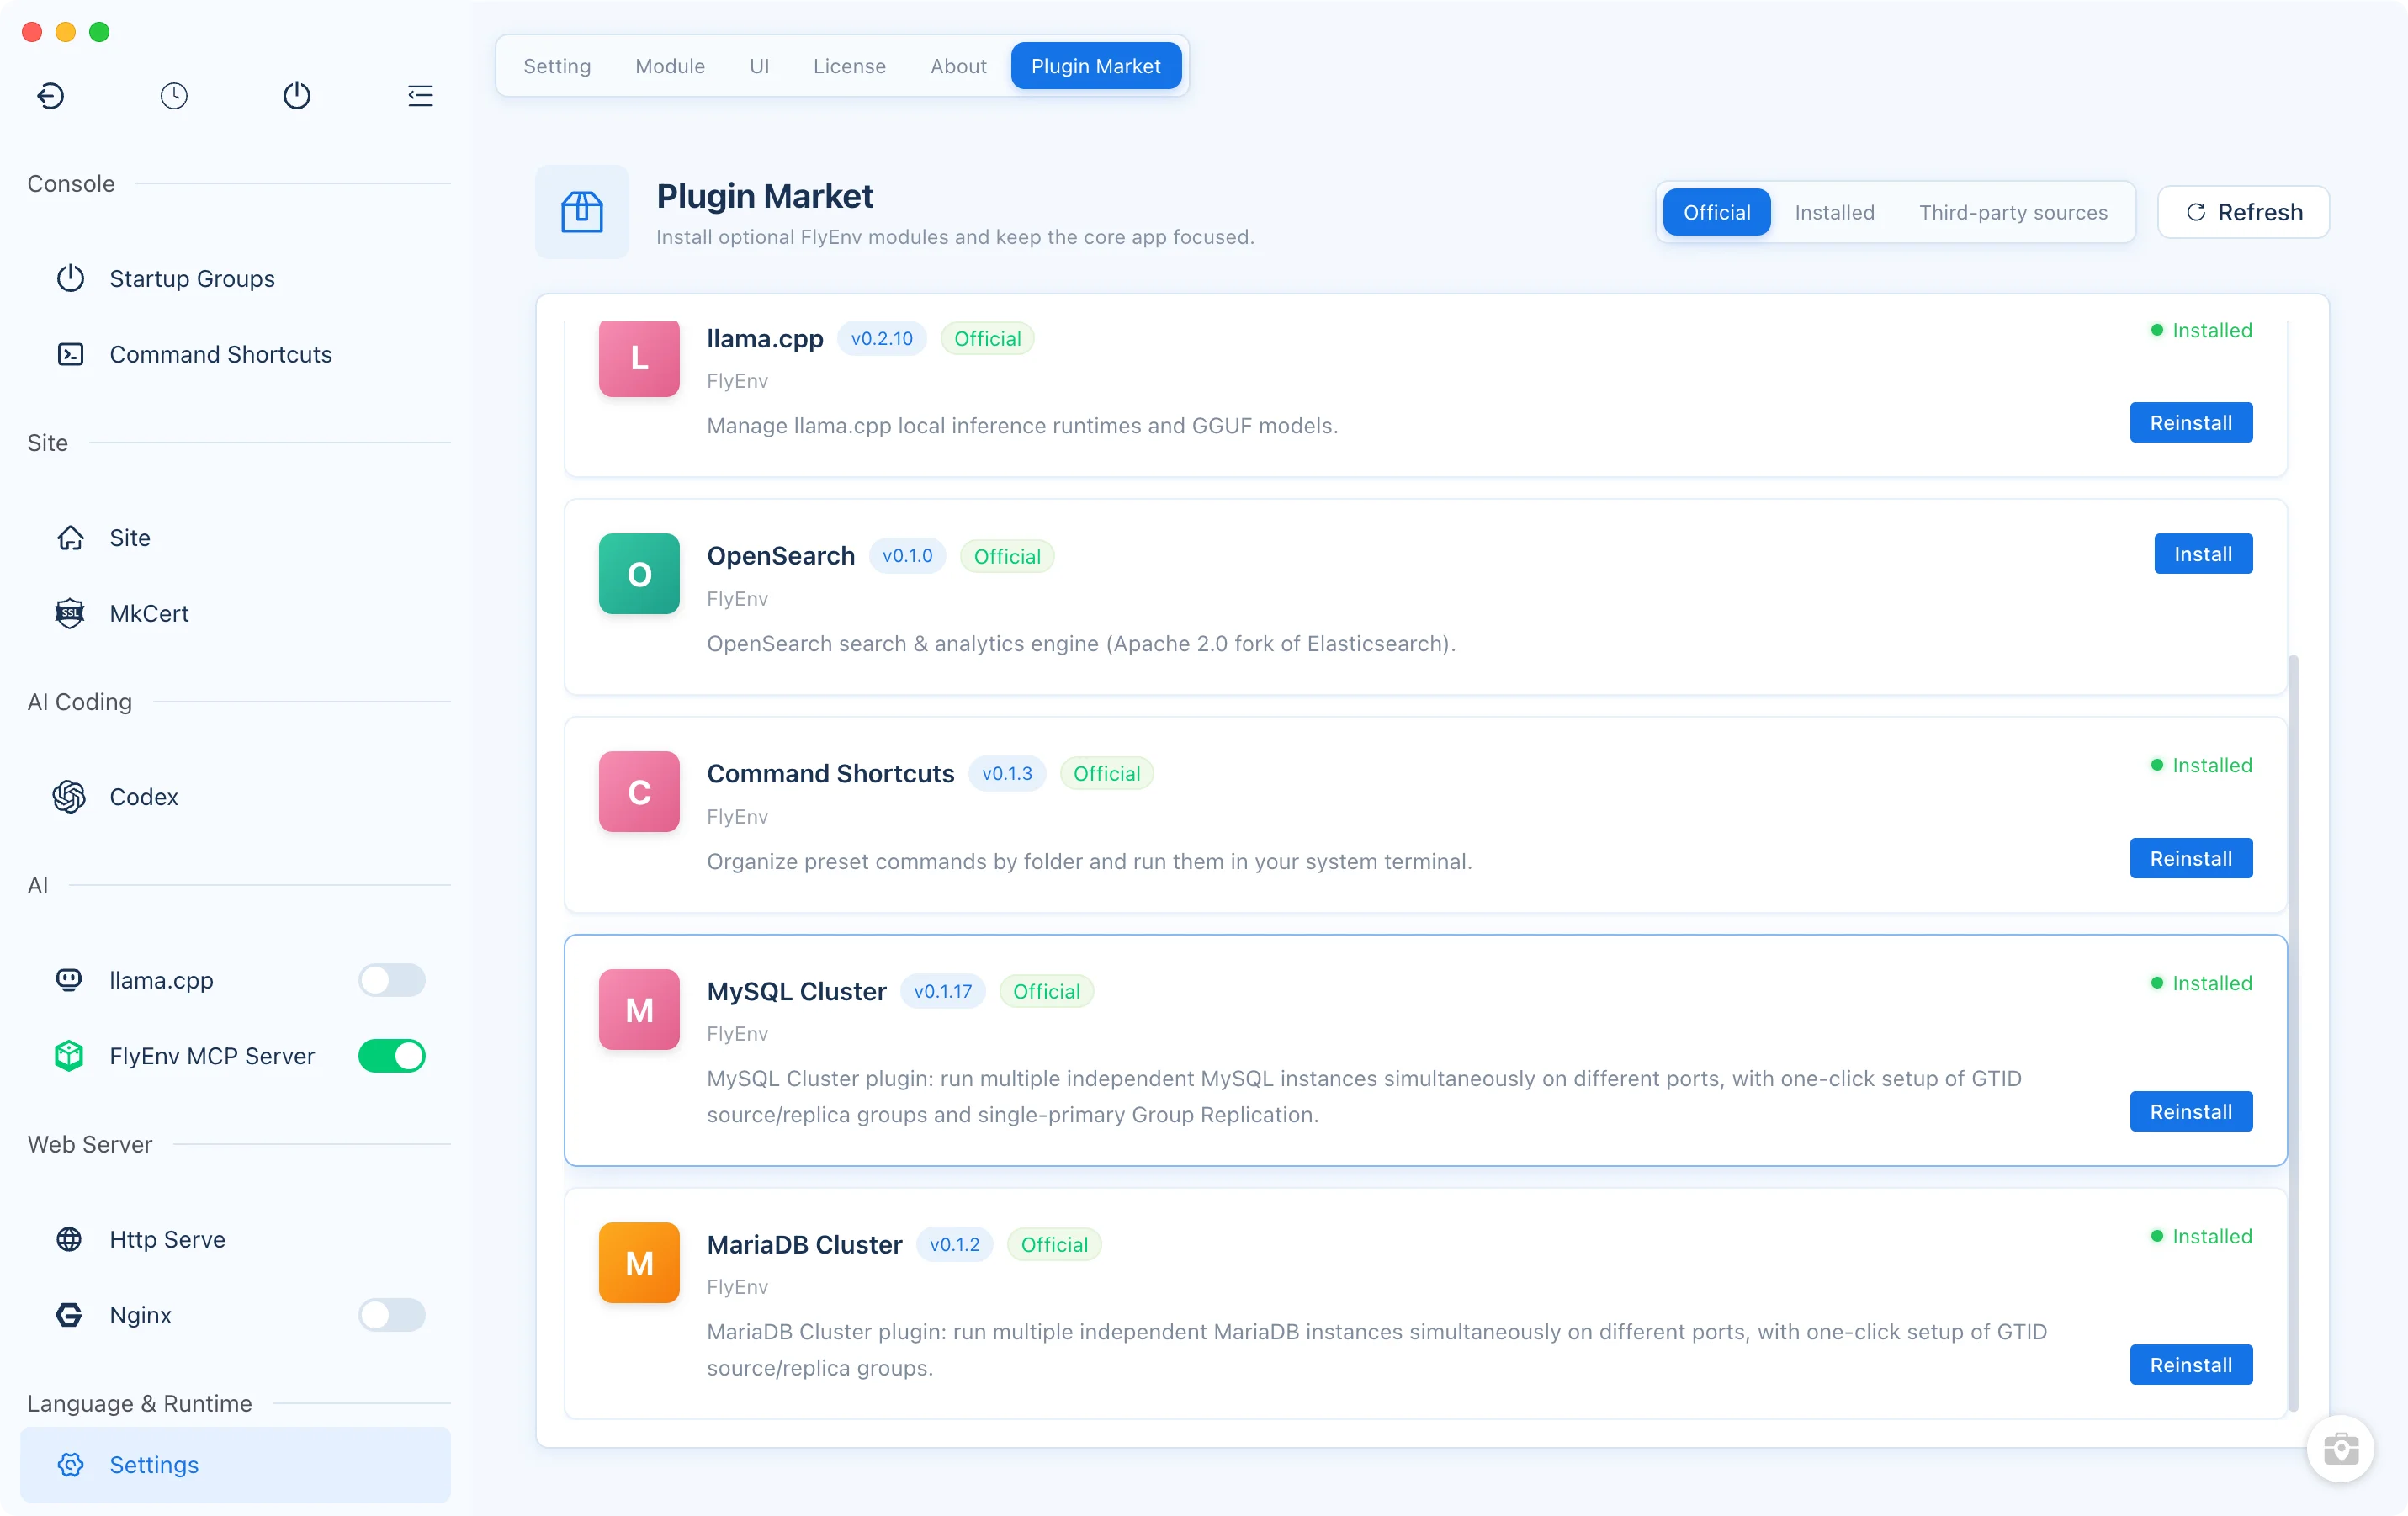 Setting Module UI License About Plugin Market
Console
Startup Groups
Command Shortcuts
Site
Site
SSL
MkCert
AI Coding
Codex
AI
llama.cpp
FlyEnv MCP Server
Web Server
Http Serve
Nginx
Language & Runtime
Settings
Plugin Market
Install optional FlyEnv modules and keep the core app focused.
Official Installed Third-party sources Refresh
L
llama.cpp v0.2.10 Official
Installed
FlyEnv
Manage llama.cpp local inference runtimes and GGUF models.
Reinstall
O
OpenSearch v0.1.0 Official
Install
FlyEnv
OpenSearch search & analytics engine (Apache 2.0 fork of Elasticsearch).
C
Command Shortcuts v0.1.3 Official
Installed
FlyEnv
Organize preset commands by folder and run them in your system terminal.
Reinstall
M
MySQL Cluster v0.1.17 Official
Installed
FlyEnv
MySQL Cluster plugin: run multiple independent MySQL instances simultaneously on different ports, with one-click setup of GTID
source/replica groups and single-primary Group Replication.
Reinstall
M
MariaDB Cluster v0.1.2 Official
Installed
FlyEnv
MariaDB Cluster plugin: run multiple independent MariaDB instances simultaneously on different ports, with one-click setup of GTID
source/replica groups.
Reinstall